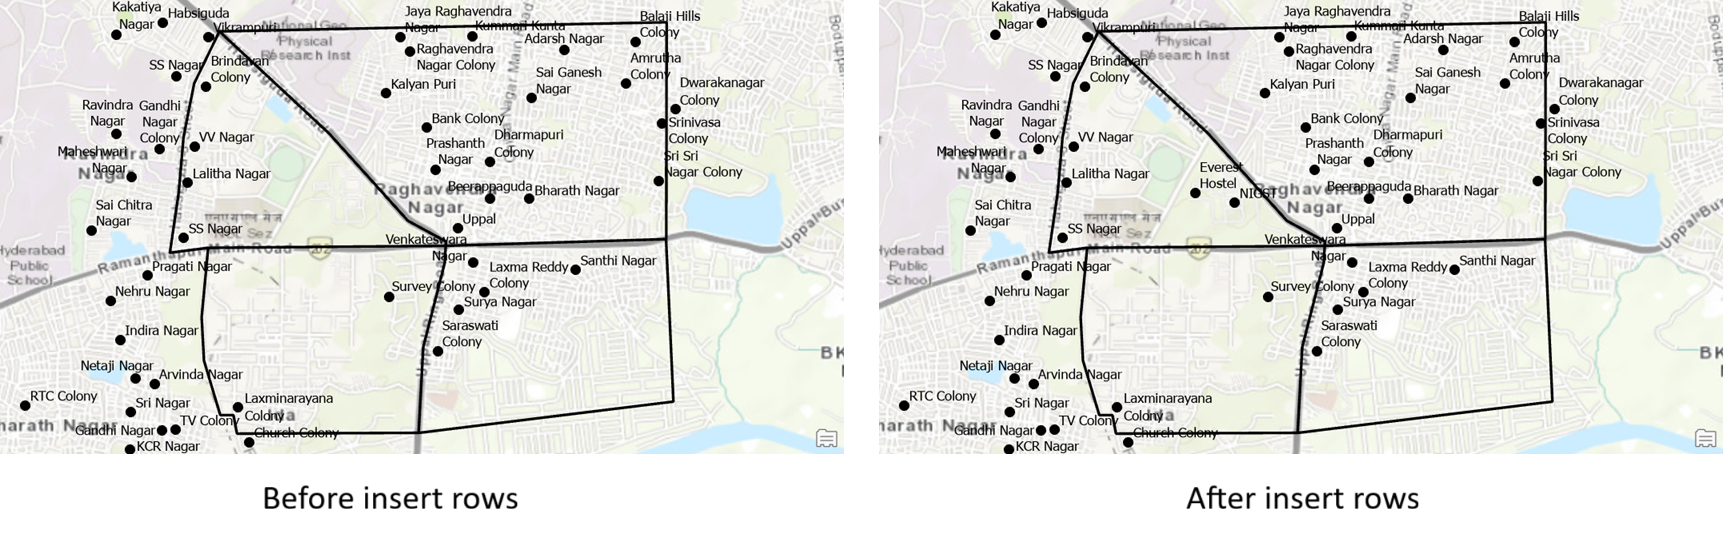 Kakatiya
Nagar
Habsiguda
Vikrampuri
National Geo
Physical
Research Inst
Jaya Raghavendra
Nagar
Kummari Kunta
Adarsh Nagar
Balaji Hills
Colony
Raghavendra
Nagar Colony
SS Nagar
Brindavan
Colony
Amrutha
Colony
Sai Ganesh
Nagar
Kalyan Puri
Dwarakanagar
Colony
Ravindra
Nagar
Gandhi
Nagar
Colony
Bank Colony
Srinivasa
Colony
VV Nagar
Prashanth
Nagar
Dharmapuri
Colony
Maheshwari
Nagar
Ravindra
Nagar
Sri Sri
Nagar Colony
Lalitha Nagar
Raghavendra
Nagar
Beerappaguda
Bharath Nagar
Sai Chitra
Nagar
Uppal
SS Nagar
Venkateswara
Nagar
Hyderabad
Public
School
Ramanthapur
Main Road
202
Pragati Nagar
Laxma Reddy
Colony
Santhi Nagar
Nehru Nagar
Survey Colony
Surya Nagar
Indira Nagar
Saraswati
Colony
Netaji Nagar
Arvinda Nagar
RTC Colony
Sri Nagar
Laxminarayana
Colony
Gandhi Nagar
TV Colony
Church Colony
KCR Nagar
BK
Kakatiya
Nagar
Habsiguda
Vikrampuri
National Geo
Physical
Research Inst
Jaya Raghavendra
Nagar
Kummari Kunta
Adarsh Nagar
Balaji Hills
Colony
Raghavendra
Nagar Colony
SS Nagar
Brindavan
Colony
Amrutha
Colony
Sai Ganesh
Nagar
Kalyan Puri
Dwarakanagar
Colony
Ravindra
Nagar
Gandhi
Nagar
Colony
Bank Colony
Srinivasa
Colony
VV Nagar
Prashanth
Nagar
Dharmapuri
Colony
Maheshwari
Nagar
Ravindra
Nagar
Sri Sri
Nagar Colony
Lalitha Nagar
Everest
Hostel
Raghavendra
Nagar
Beerappaguda
Bharath Nagar
Sai Chitra
Nagar
Uppal
SS Nagar
Venkateswara
Nagar
Hyderabad
Public
School
Ramanthapur
Main Road
202
Pragati Nagar
Laxma Reddy
Colony
Santhi Nagar
Nehru Nagar
Survey Colony
Surya Nagar
Indira Nagar
Saraswati
Colony
Netaji Nagar
Arvinda Nagar
RTC Colony
Sri Nagar
Laxminarayana
Colony
Gandhi Nagar
TV Colony
Church Colony
KCR Nagar
BK
Before insert rows
After insert rows